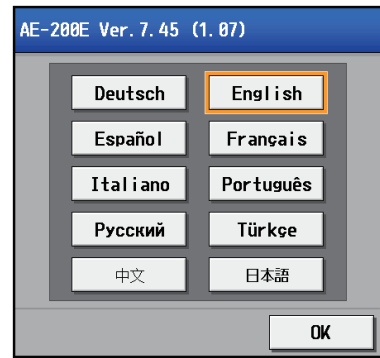 AE-200E Ver.7.45 (1.07)
Deutsch English
Español Français
Italiano Português
Русский Türkçe
中文 日本語
OK